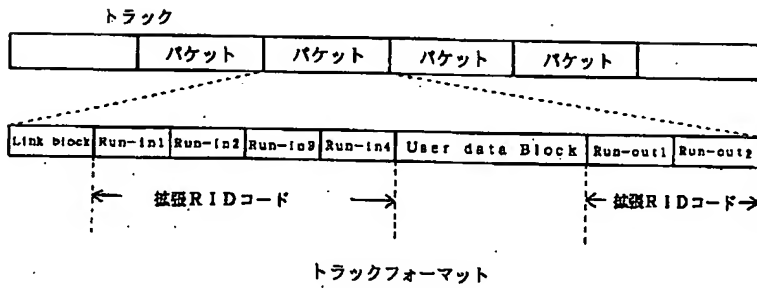 トラック
パケット パケット パケット パケット
Link block Run-in1 Run-in2 Run-in3 Run-in4 User data Block Run-out1 Run-out2
拡張RIDコード 拡張RIDコード
トラックフォーマット